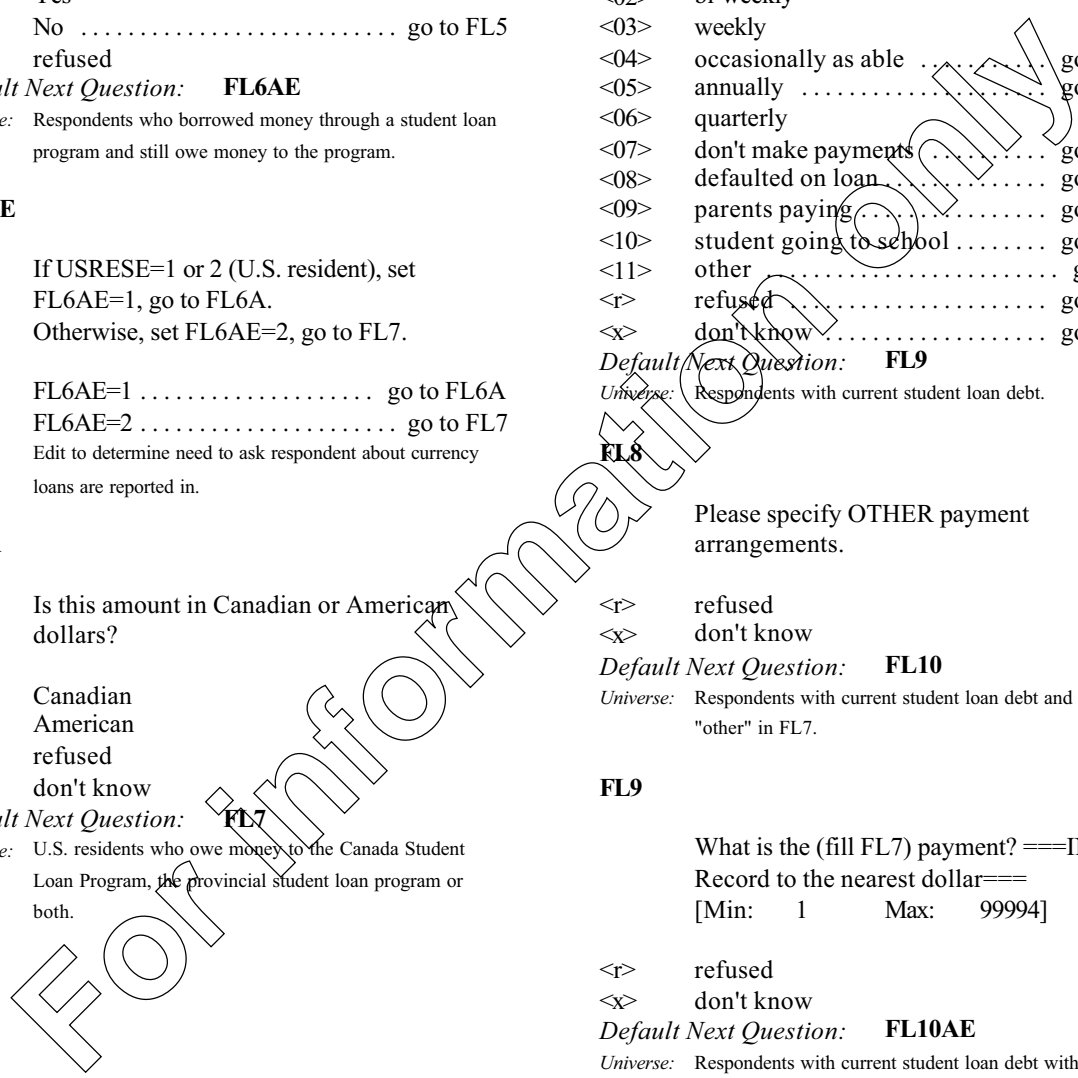 No ........................... go to FL5
refused
lt Next Question: FL6AE
e: Respondents who borrowed money through a student loan
program and still owe money to the program.
E
If USRESE=1 or 2 (U.S. resident), set
FL6AE=1, go to FL6A.
Otherwise, set FL6AE=2, go to FL7.
FL6AE=1 .................... go to FL6A
FL6AE=2 ....................... go to FL7
Edit to determine need to ask respondent about currency
loans are reported in.
Is this amount in Canadian or American
dollars?
Canadian
American
refused
don't know
lt Next Question: FL7
e: U.S. residents who owe money to the Canada Student
Loan Program, the provincial student loan program or
both.
<02> bi-weekly
<03> weekly
<04> occasionally as able ........... go
<05> annually ..................... go
<06> quarterly
<07> don't make payments .......... go
<08> defaulted on loan .............. go
<09> parents paying ................ go
<10> student going to school ........ go
<11> other ......................... g
<r> refused ...................... go
<x> don't know ................... go
Default Next Question: FL9
Universe: Respondents with current student loan debt.
FL8
Please specify OTHER payment
arrangements.
<r> refused
<x> don't know
Default Next Question: FL10
Universe: Respondents with current student loan debt and
"other" in FL7.
FL9
What is the (fill FL7) payment? ===I
Record to the nearest dollar===
[Min: 1 Max: 99994]
<r> refused
<x> don't know
Default Next Question: FL10AE
Universe: Respondents with current student loan debt with
For information only